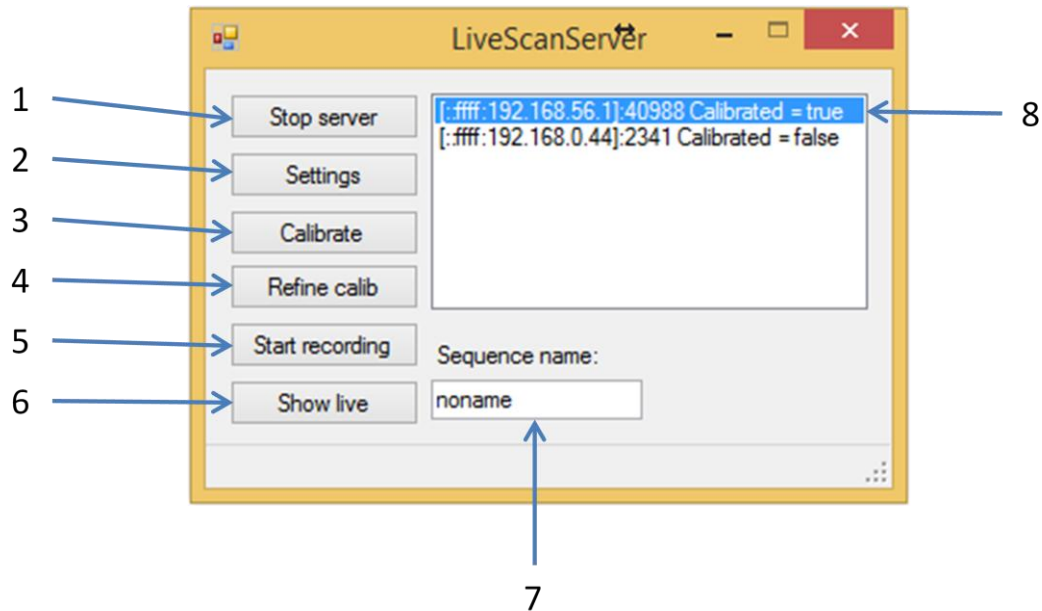 LiveScanServer
1
Stop server
[::ffff:192.168.56.1]:40988 Calibrated = true
8
[::ffff:192.168.0.44]:2341 Calibrated = false
2
Settings
3
Calibrate
4
Refine calib
5
Start recording
Sequence name:
6
Show live
noname
7